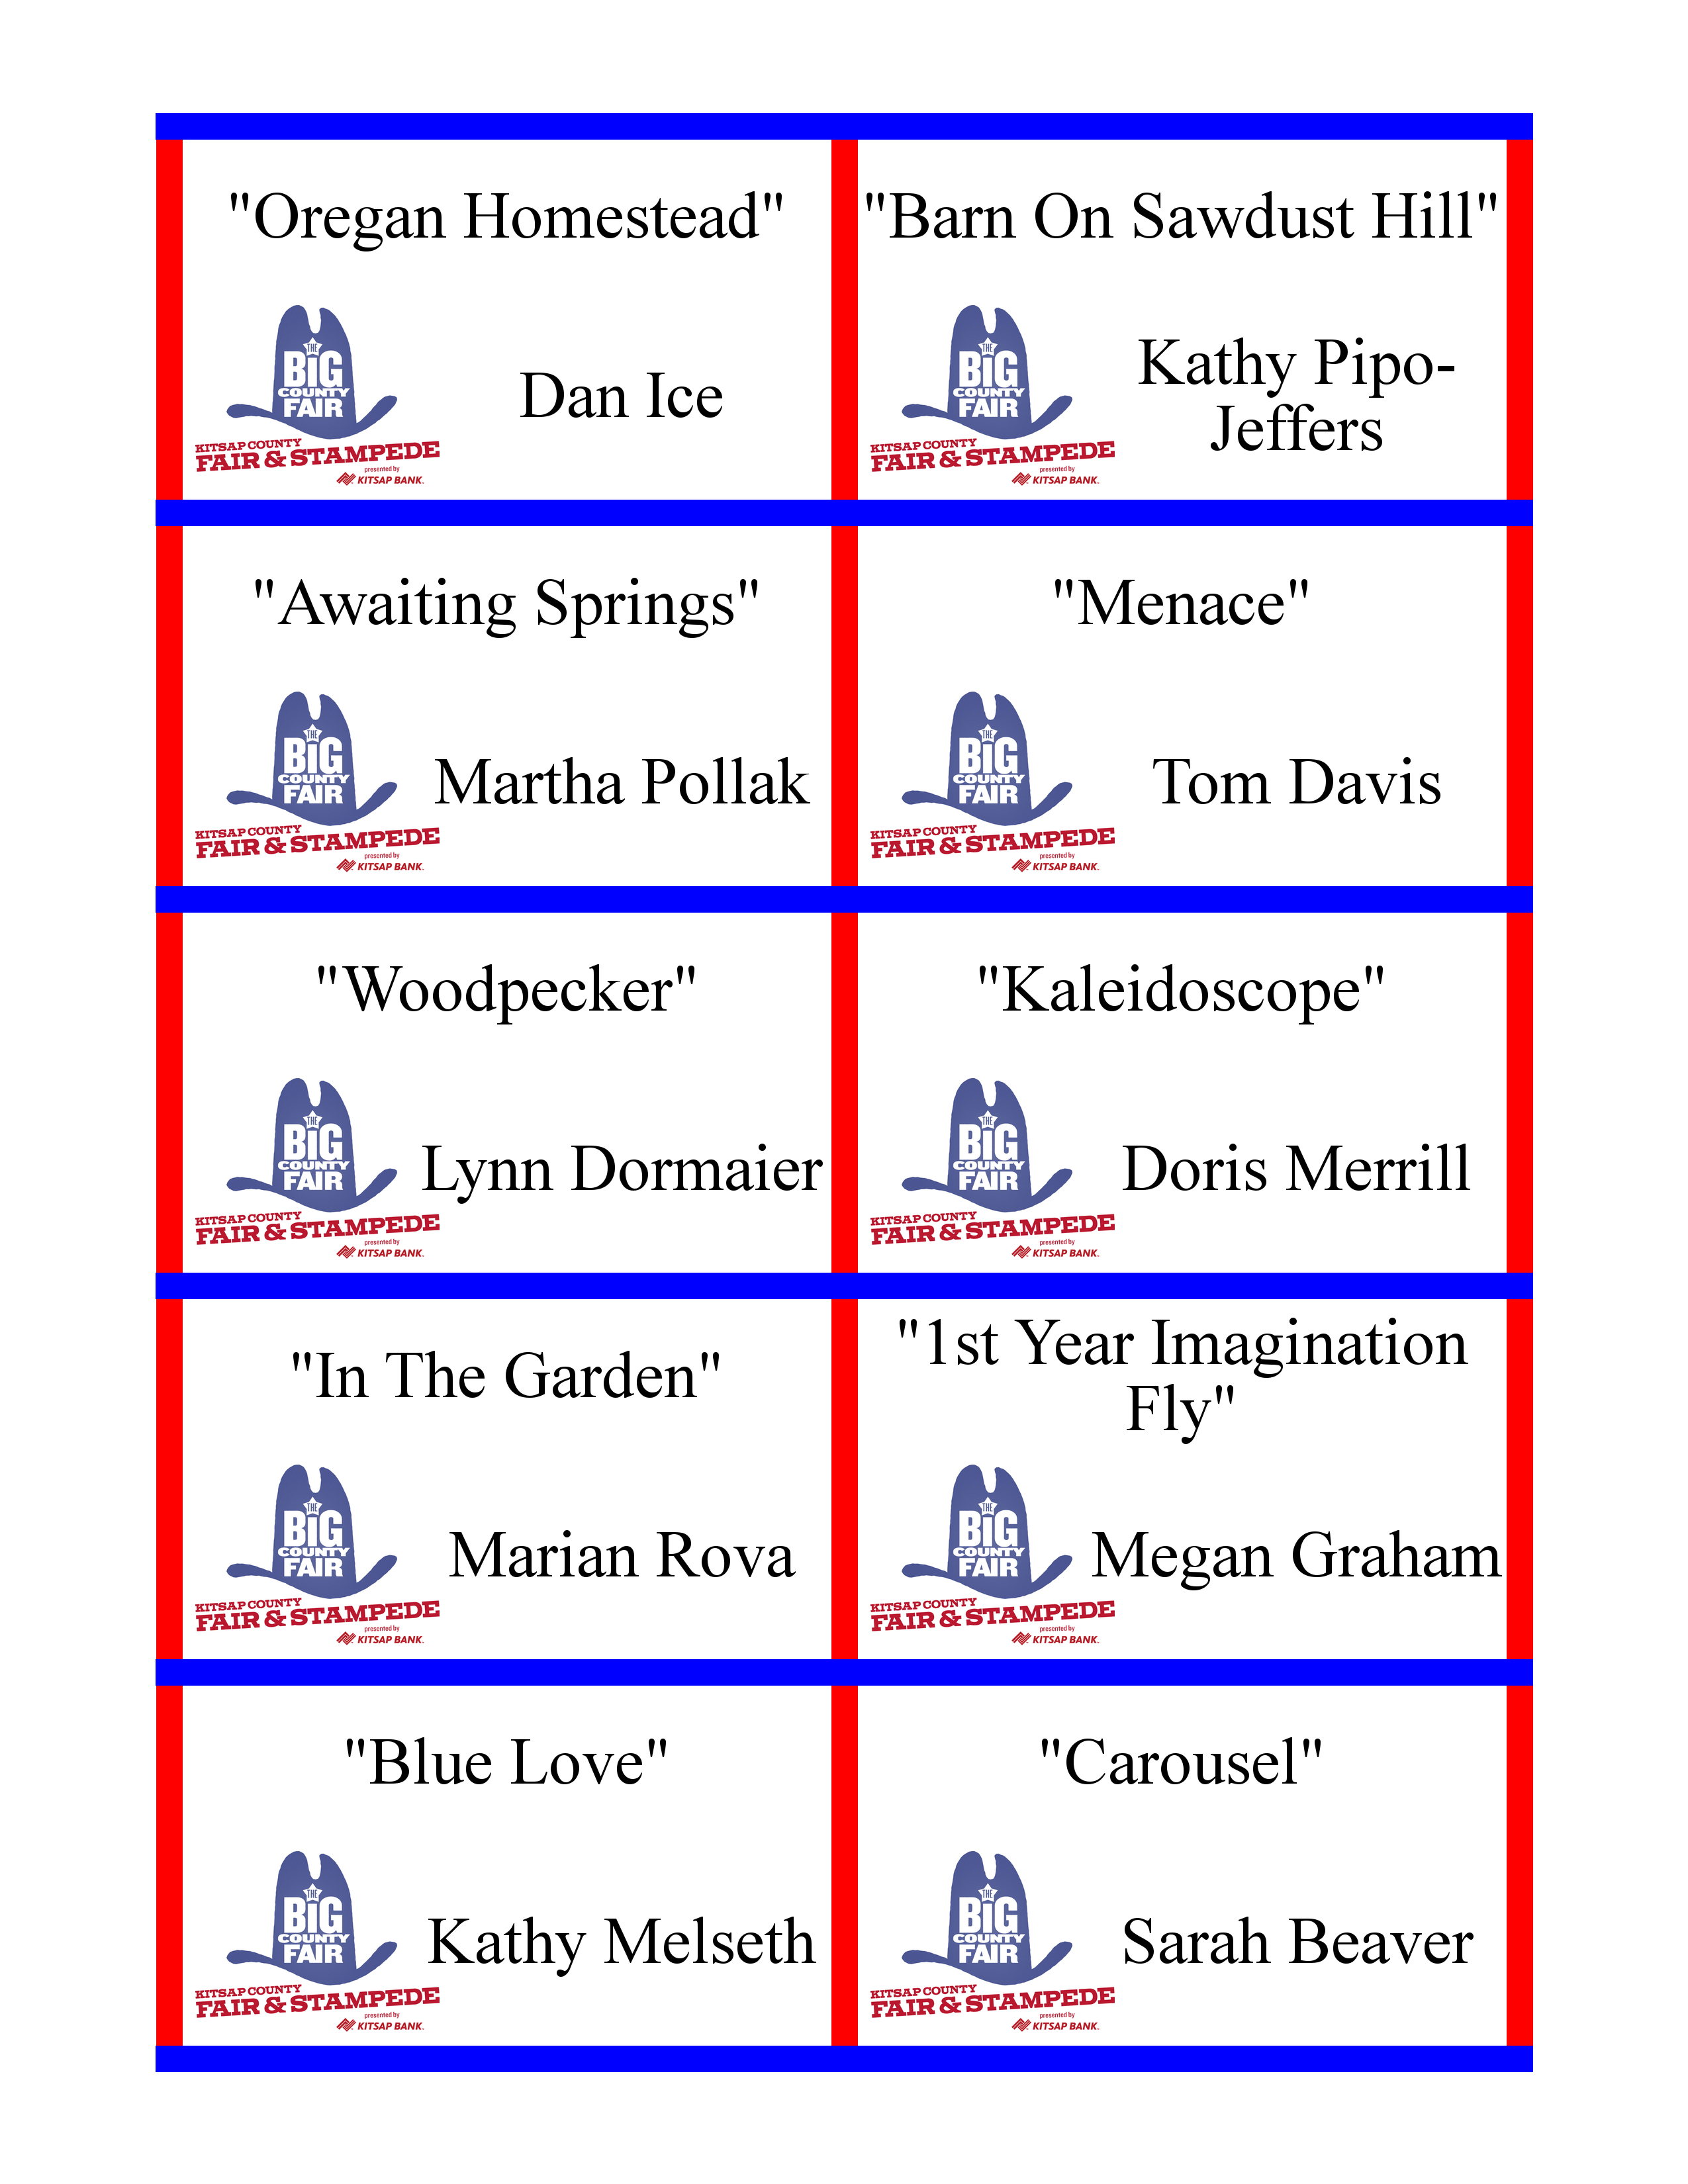 "Oregan Homestead"
THE
BIG
COUNTY
FAIR
Dan Ice
KITSAP COUNTY
FAIR & STAMPEDE
presented by
KITSAP BANK.
"Barn On Sawdust Hill"
THE
BIG
COUNTY
FAIR
Kathy Pipo-
Jeffers
KITSAP COUNTY
FAIR & STAMPEDE
presented by
KITSAP BANK.
"Awaiting Springs"
THE
BIG
COUNTY
FAIR
Martha Pollak
KITSAP COUNTY
FAIR & STAMPEDE
presented by
KITSAP BANK.
"Menace"
THE
BIG
COUNTY
FAIR
Tom Davis
KITSAP COUNTY
FAIR & STAMPEDE
presented by
KITSAP BANK.
"Woodpecker"
THE
BIG
COUNTY
FAIR
Lynn Dormaier
KITSAP COUNTY
FAIR & STAMPEDE
presented by
KITSAP BANK.
"Kaleidoscope"
THE
BIG
COUNTY
FAIR
Doris Merrill
KITSAP COUNTY
FAIR & STAMPEDE
presented by
KITSAP BANK.
"In The Garden"
THE
BIG
COUNTY
FAIR
Marian Rova
KITSAP COUNTY
FAIR & STAMPEDE
presented by
KITSAP BANK.
"1st Year Imagination
Fly"
THE
BIG
COUNTY
FAIR
Megan Graham
KITSAP COUNTY
FAIR & STAMPEDE
presented by
KITSAP BANK.
"Blue Love"
THE
BIG
COUNTY
FAIR
Kathy Melseth
KITSAP COUNTY
FAIR & STAMPEDE
presented by
KITSAP BANK.
"Carousel"
THE
BIG
COUNTY
FAIR
Sarah Beaver
KITSAP COUNTY
FAIR & STAMPEDE
presented by
KITSAP BANK.